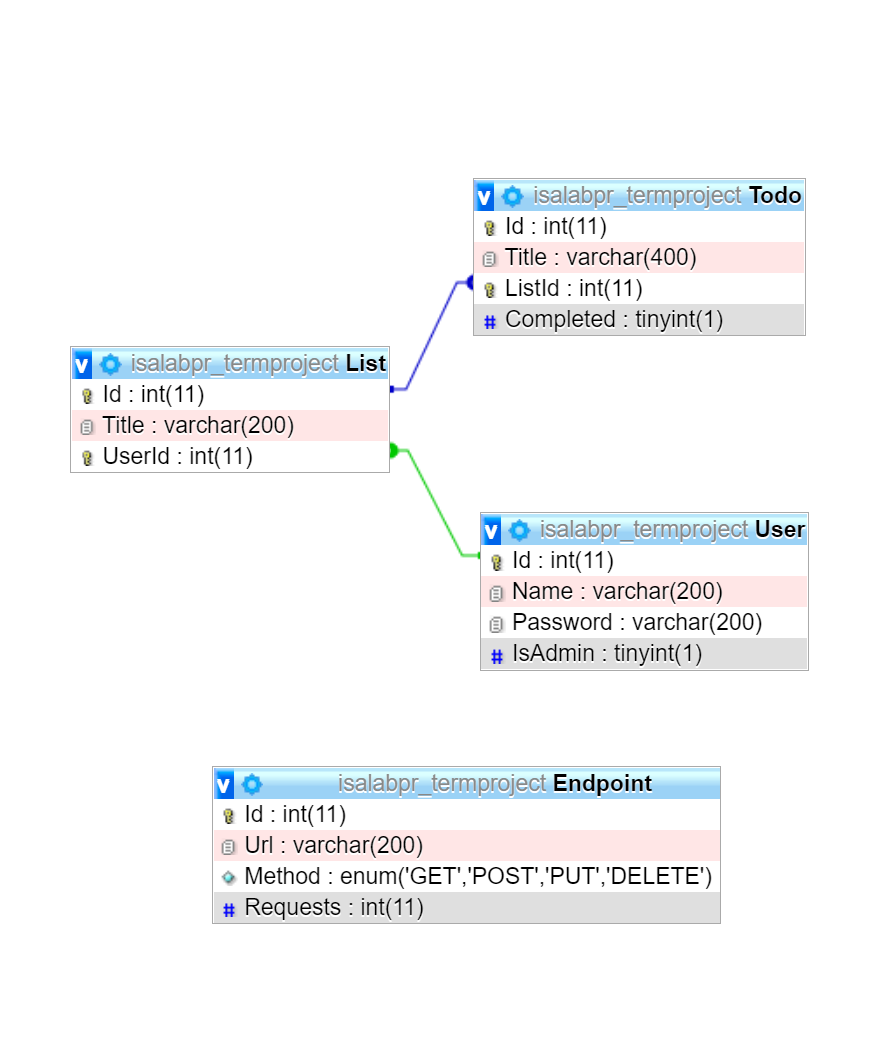 v isalabpr_termproject Todo
Id : int(11)
Title : varchar(400)
ListId : int(11)
# Completed : tinyint(1)
v isalabpr_termproject List
Id : int(11)
Title : varchar(200)
UserId : int(11)
v isalabpr_termproject User
Id : int(11)
Name : varchar(200)
Password : varchar(200)
# IsAdmin : tinyint(1)
v isalabpr_termproject Endpoint
Id : int(11)
Url : varchar(200)
Method : enum('GET','POST','PUT','DELETE')
# Requests : int(11)